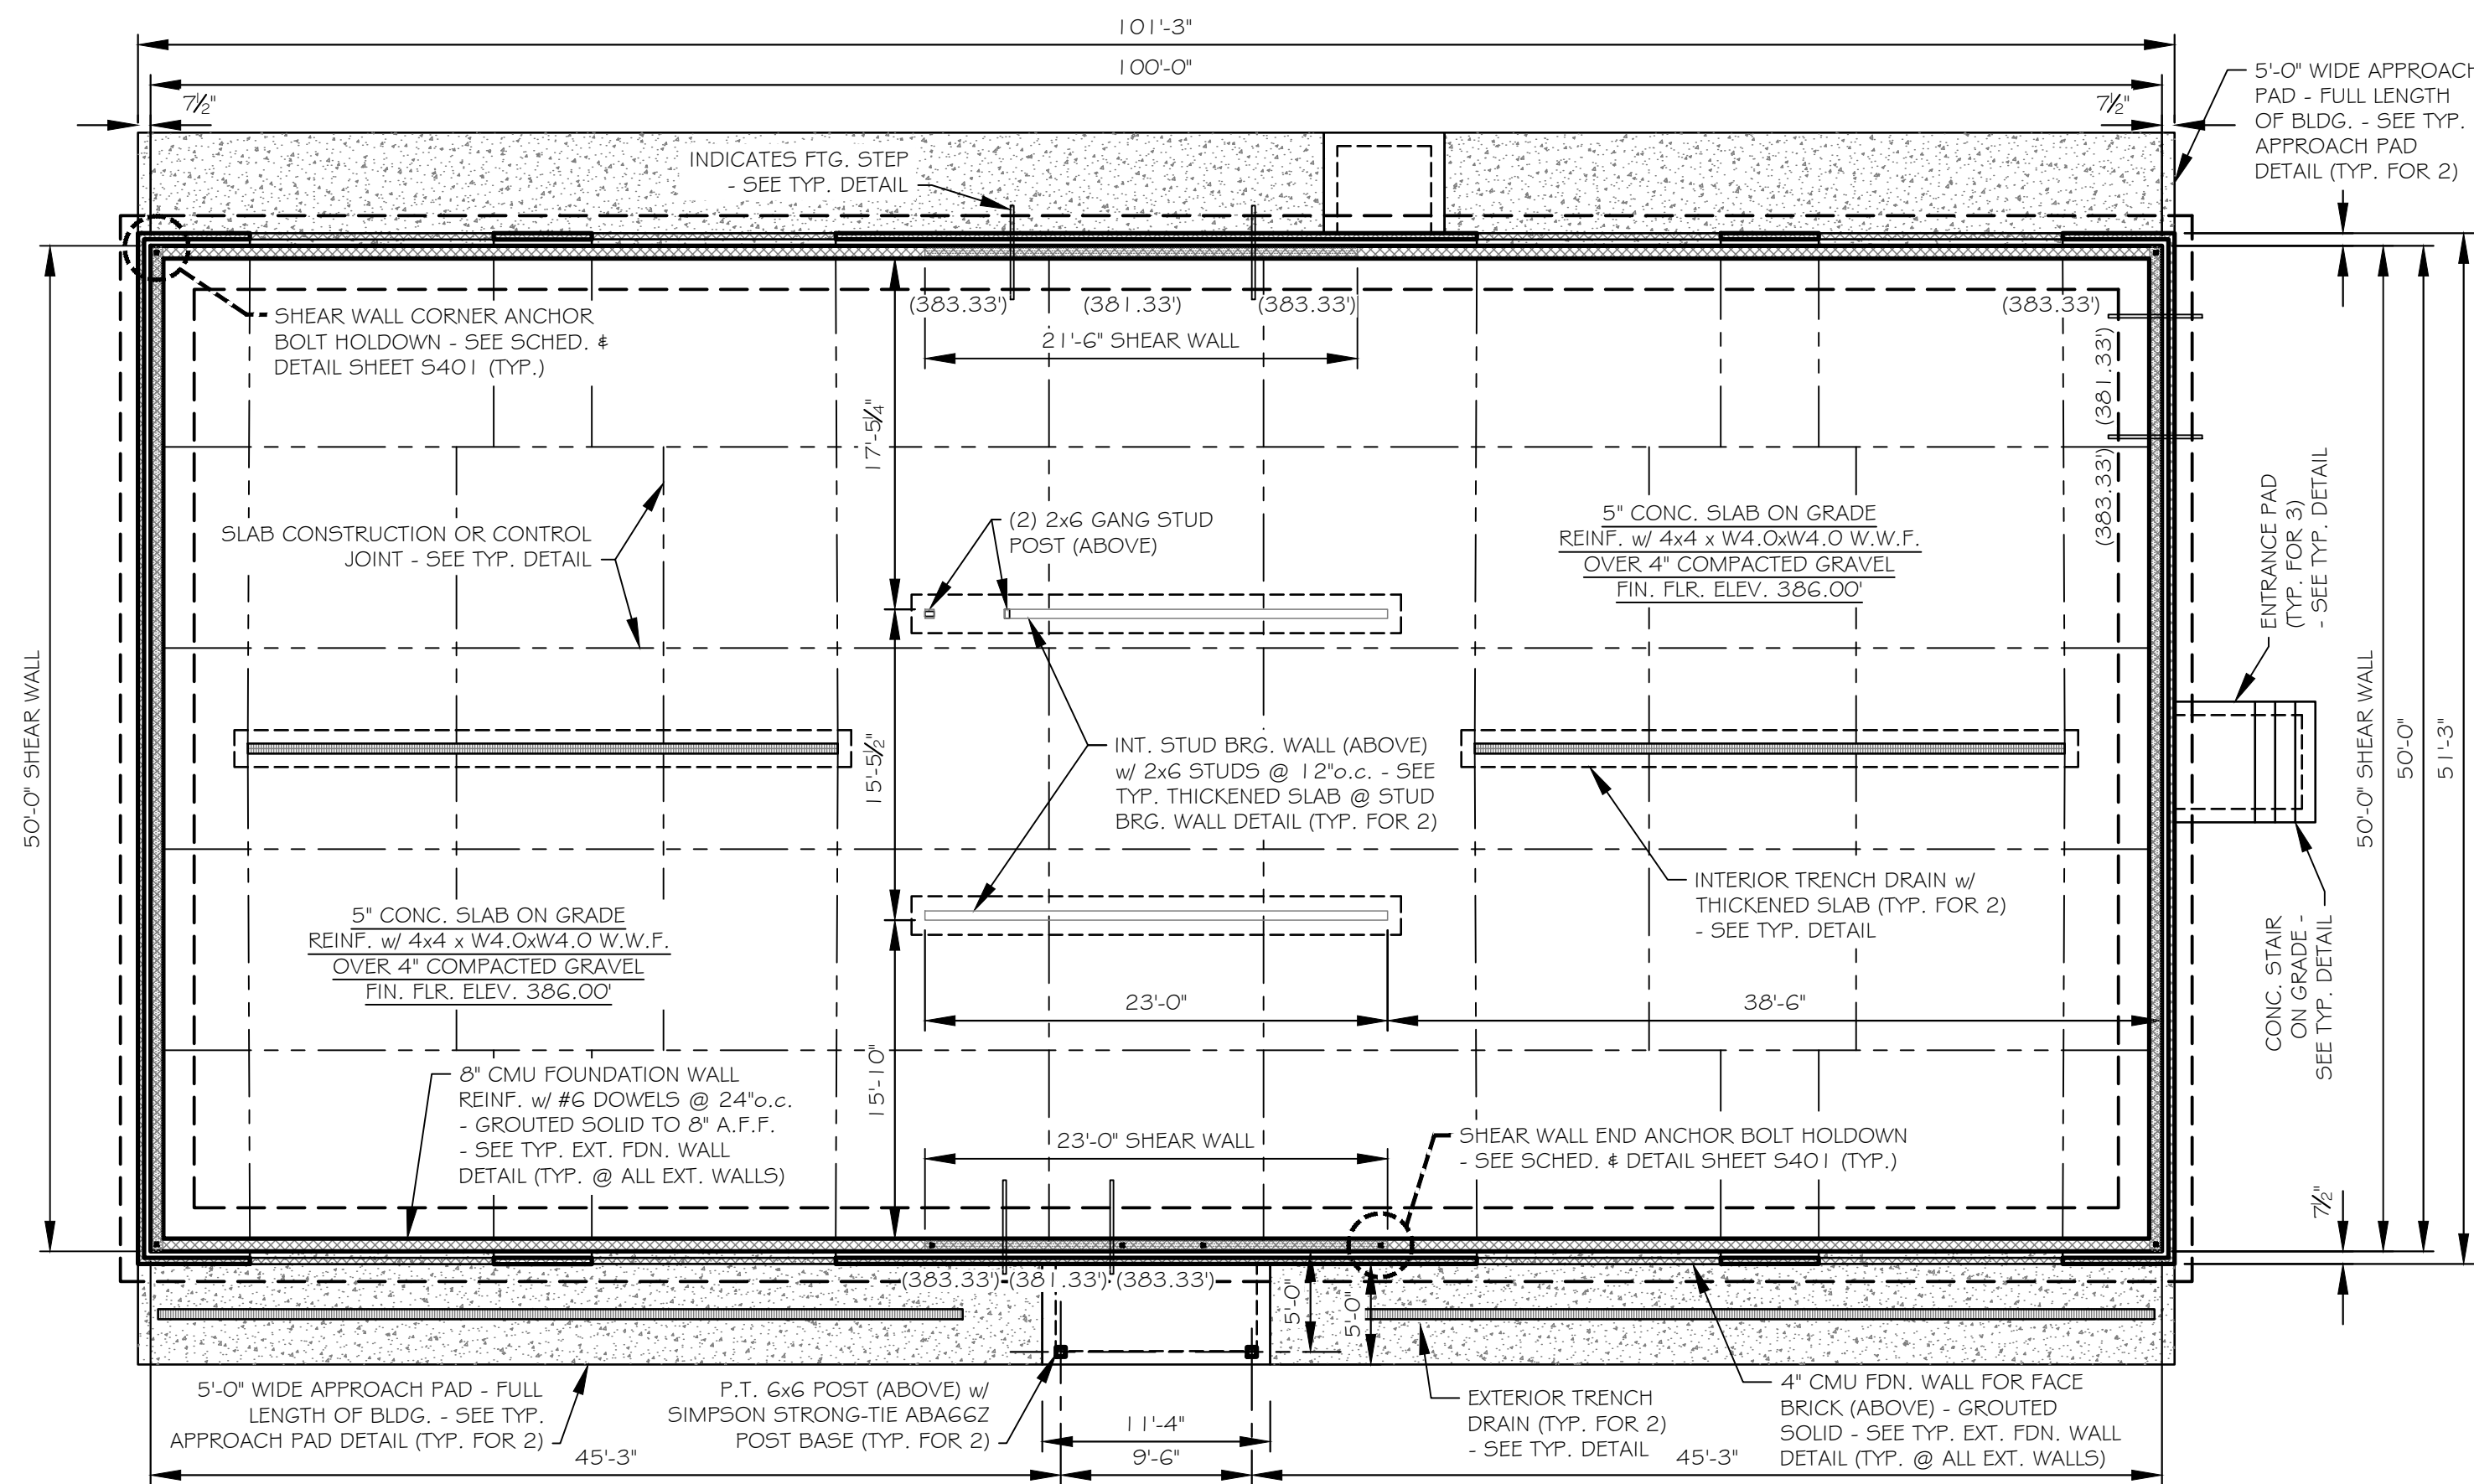 101'-3"
100'-0"
7½"
7½"
5'-0" WIDE APPROACH
PAD - FULL LENGTH
OF BLDG. - SEE TYP.
APPROACH PAD
DETAIL (TYP. FOR 2)
INDICATES FTG. STEP
- SEE TYP. DETAIL
(383.33')
(381.33')
(383.33')
(383.33')
21'-6" SHEAR WALL
SHEAR WALL CORNER ANCHOR
BOLT HOLDOWN - SEE SCHED. &
DETAIL SHEET S401 (TYP.)
(381.33')
(383.33')
17'-5¼"
SLAB CONSTRUCTION OR CONTROL
JOINT - SEE TYP. DETAIL
(2) 2x6 GANG STUD
POST (ABOVE)
5" CONC. SLAB ON GRADE
REINF. w/ 4x4 x W4.0xW4.0 W.W.F.
OVER 4" COMPACTED GRAVEL
FIN. FLR. ELEV. 386.00'
ENTRANCE PAD
(TYP. FOR 3)
- SEE TYP. DETAIL
50'-0" SHEAR WALL
15'-5½"
INT. STUD BRG. WALL (ABOVE)
w/ 2x6 STUDS @ 12"o.c. - SEE
TYP. THICKENED SLAB @ STUD
BRG. WALL DETAIL (TYP. FOR 2)
50'-0" SHEAR WALL
50'-0"
51'-3"
INTERIOR TRENCH DRAIN w/
THICKENED SLAB (TYP. FOR 2)
- SEE TYP. DETAIL
CONC. STAIR
ON GRADE -
SEE TYP. DETAIL
5" CONC. SLAB ON GRADE
REINF. w/ 4x4 x W4.0xW4.0 W.W.F.
OVER 4" COMPACTED GRAVEL
FIN. FLR. ELEV. 386.00'
23'-0"
38'-6"
15'-10"
8" CMU FOUNDATION WALL
REINF. w/ #6 DOWELS @ 24"o.c.
- GROUTED SOLID TO 8" A.F.F.
- SEE TYP. EXT. FDN. WALL
DETAIL (TYP. @ ALL EXT. WALLS)
23'-0" SHEAR WALL
SHEAR WALL END ANCHOR BOLT HOLDOWN
- SEE SCHED. & DETAIL SHEET S401 (TYP.)
7½"
(383.33')
(381.33')
(383.33')
5'-0"
5'-0"
5'-0" WIDE APPROACH PAD - FULL
LENGTH OF BLDG. - SEE TYP.
APPROACH PAD DETAIL (TYP. FOR 2)
P.T. 6x6 POST (ABOVE) w/
SIMPSON STRONG-TIE ABA66Z
POST BASE (TYP. FOR 2)
EXTERIOR TRENCH
DRAIN (TYP. FOR 2)
- SEE TYP. DETAIL
4" CMU FDN. WALL FOR FACE
BRICK (ABOVE) - GROUTED
SOLID - SEE TYP. EXT. FDN. WALL
DETAIL (TYP. @ ALL EXT. WALLS)
11'-4"
45'-3"
9'-6"
45'-3"